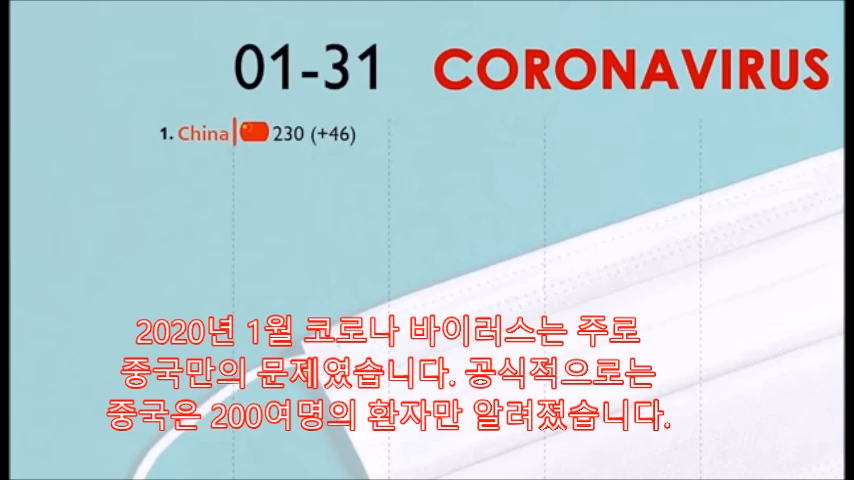 01-31 CORONAVIRUS
1. China 230 (+46)
2020년 1월 코로나 바이러스는 주로
중국만의 문제였습니다. 공식적으로는
중국은 200여명의 환자만 알려졌습니다.